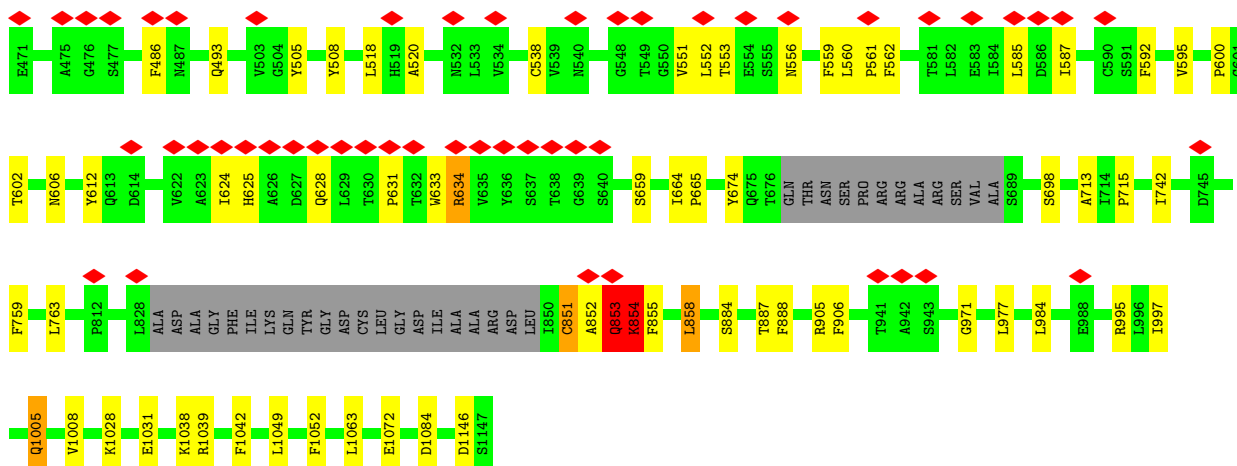 E471 A475 G476 S477 F486 N487 Q493 V503 G504 Y505 Y508 L518 H519 A520 N532 L533 V534 C538 V539 N540 G548 T549 G550 V551 L552 T553 E554 S555 N556 F559 L560 P561 F562 T581 L582 E583 I584 L585 D586 I587 C590 S591 F592 V595 P600
T602 N606 Y612 Q613 D614 V622 A623 I624 H625 A626 D627 Q628 L629 T630 P631 T632 W633 R634 V635 Y636 S637 T638 G639 S640 S659 I664 P665 Y674 Q675 T676 GLN THR ASN SER PRO ARG ARG ALA ARG SER VAL ALA S689 S698 A713 I714 P715 I742 D745
F759 L763 P812 L828 ALA ASP ALA GLY PHE ILE LYS GLN TYR GLY ASP CYS LEU GLY ASP ILE ALA ALA ARG ASP LEU I850 C851 A852 Q853 K854 F855 L858 S884 T887 F888 R905 F906 T941 A942 S943 G971 L977 L984 E988 R995 L996 I997
Q1005 V1008 K1028 E1031 K1038 R1039 F1042 L1049 F1052 L1063 E1072 D1084 D1146 S1147